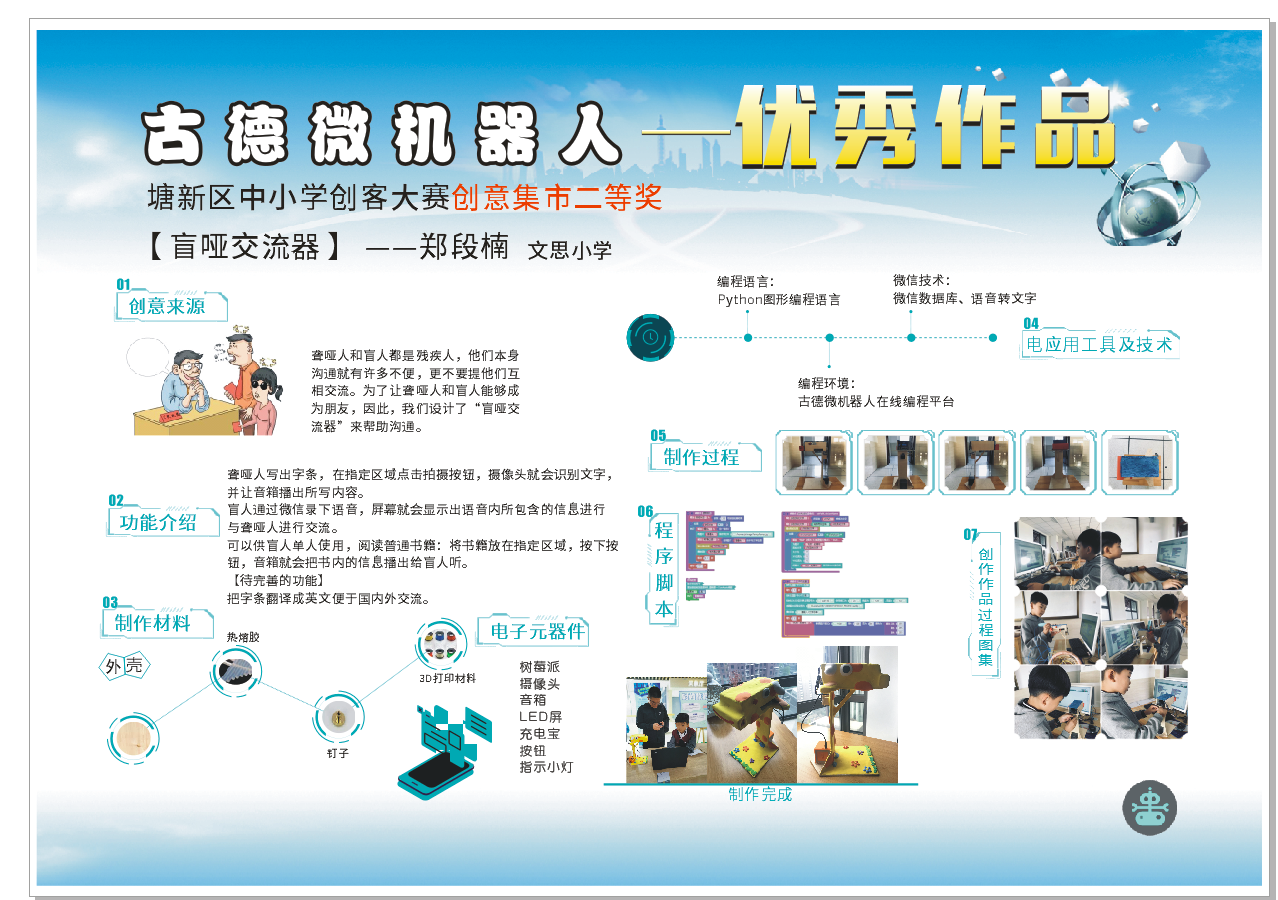 古德微机器人——优秀作品
塘新区中小学创客大赛创意集市二等奖
【盲哑交流器】 ——郑段楠 文思小学
01
创意来源
聋哑人和盲人都是残疾人，他们本身
沟通就有许多不便，更不要提他们互
相交流。为了让聋哑人和盲人能够成
为朋友，因此，我们设计了“盲哑交
流器”来帮助沟通。
02
功能介绍
聋哑人写出字条，在指定区域点击拍摄按钮，摄像头就会识别文字，
并让音箱播出所写内容。
盲人通过微信录下语音，屏幕就会显示出语音内所包含的信息进行
与聋哑人进行交流。
可以供盲人单人使用，阅读普通书籍：将书籍放在指定区域，按下按
钮，音箱就会把书内的信息播出给盲人听。
【待完善的功能】
把字条翻译成英文便于国内外交流。
03
制作材料
外壳
热熔胶
钉子
3D打印材料
电子元器件
树莓派
摄像头
音箱
LED屏
充电宝
按钮
指示小灯
编程语言：
Python图形编程语言
微信技术：
微信数据库、语音转文字
编程环境：
古德微机器人在线编程平台
04
电应用工具及技术
05
制作过程
06
程序脚本
07
创作作品过程图集
制作完成